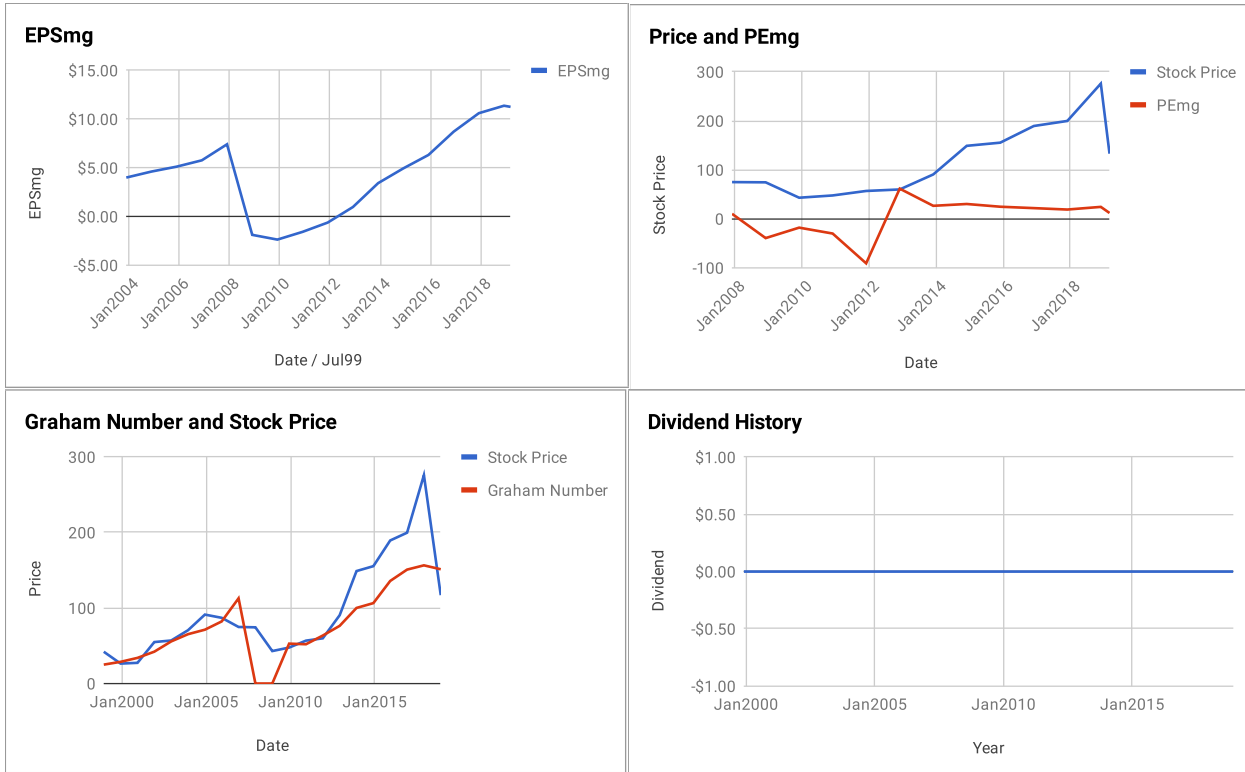 EPSmg
$15.00
$10.00
$5.00
$0.00
-$5.00
EPSmg
Jan2004
Jan2006
Jan2008
Jan2010
Jan2012
Jan2014
Jan2016
Jan2018
Date / Jul99
EPSmg
Price and PEmg
300
200
100
0
-100
Stock Price
Jan2008
Jan2010
Jan2012
Jan2014
Jan2016
Jan2018
Date
Stock Price
PEmg
Graham Number and Stock Price
300
200
100
0
Price
Jan2000
Jan2005
Jan2010
Jan2015
Date
Stock Price
Graham Number
Dividend History
$1.00
$0.50
$0.00
-$0.50
-$1.00
Dividend
Jan2000
Jan2005
Jan2010
Jan2015
Year